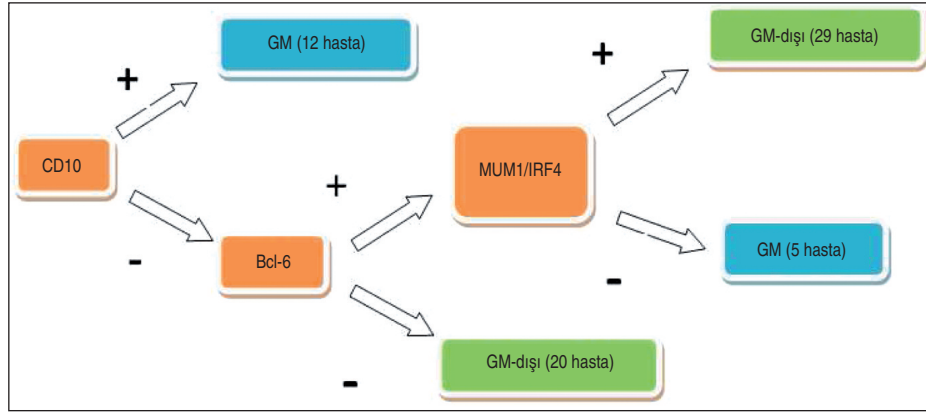 GM (12 hasta)
GM-dışı (29 hasta)
+
+
CD10
MUM1/IRF4
+
-
Bcl-6
GM (5 hasta)
-
GM-dışı (20 hasta)
-